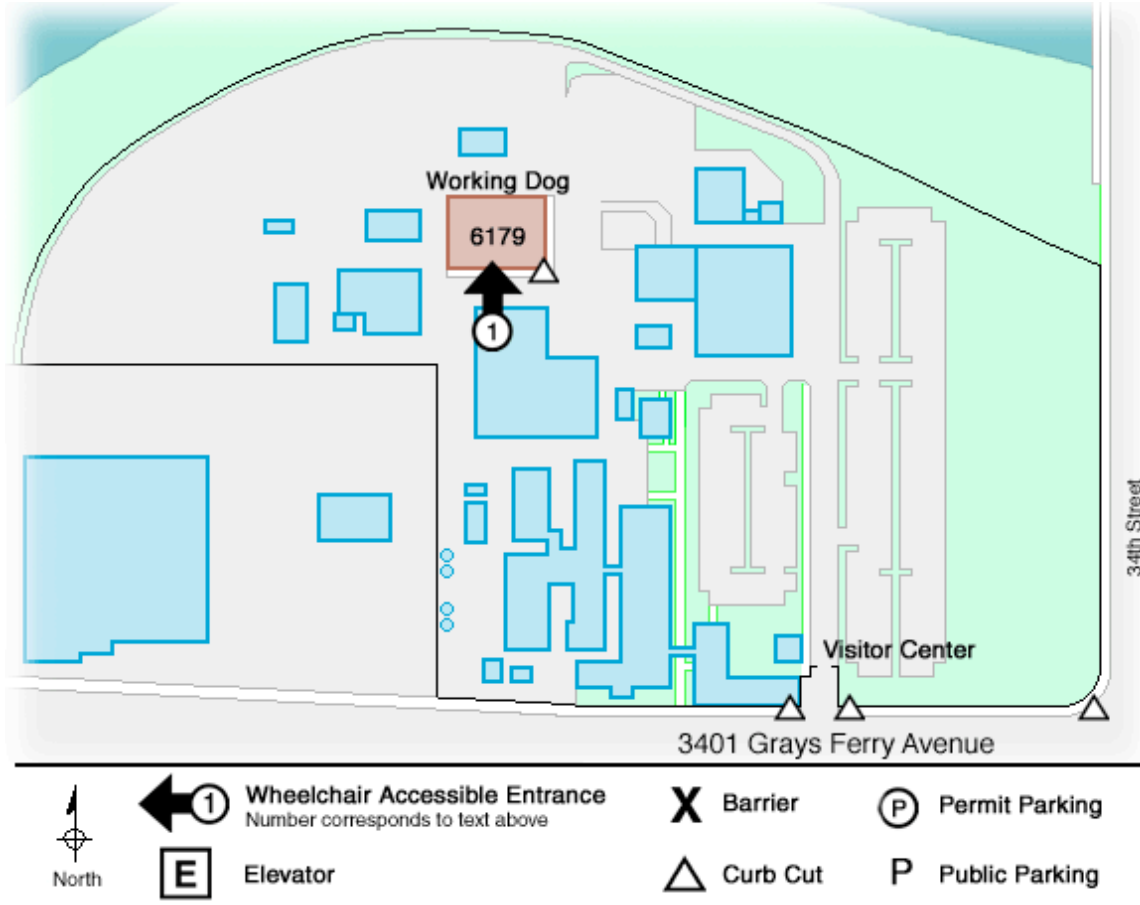 Working Dog
6179
1
34th Street
Visitor Center
3401 Grays Ferry Avenue
North
1
Wheelchair Accessible Entrance
Number corresponds to text above
E
Elevator
X
Barrier
Curb Cut
P
Permit Parking
P
Public Parking